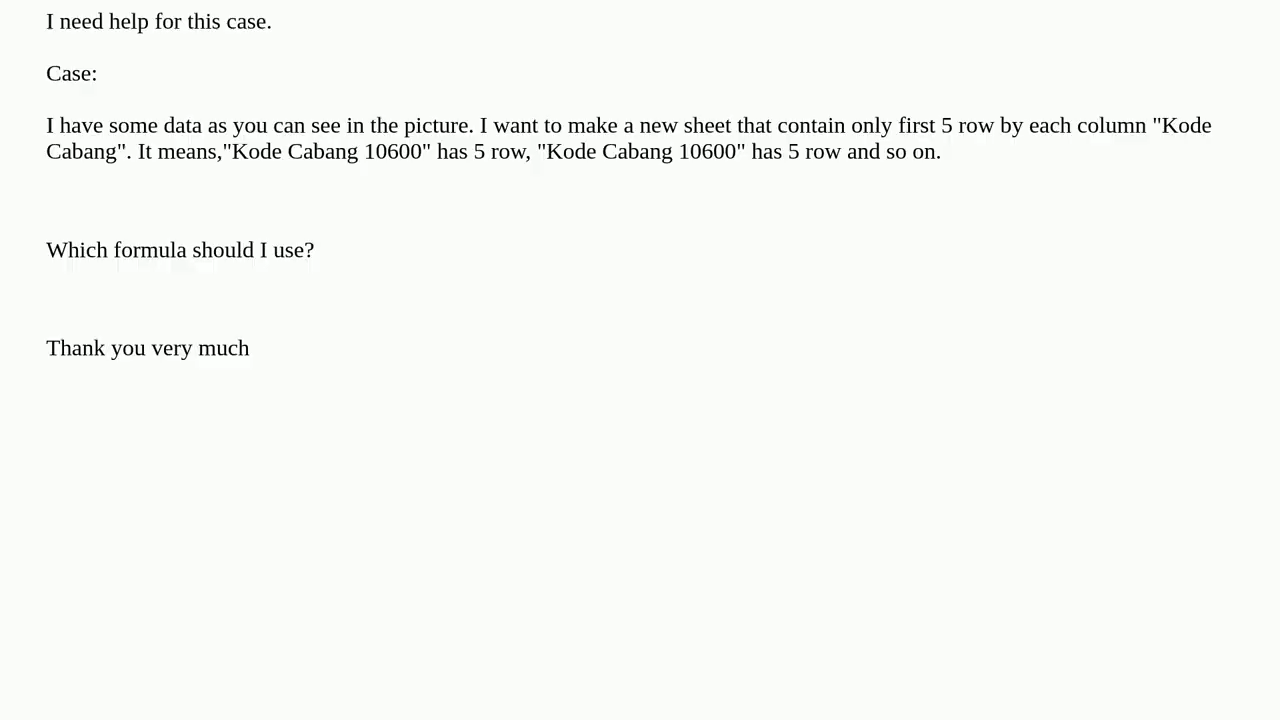 I need help for this case.
Case:
I have some data as you can see in the picture. I want to make a new sheet that contain only first 5 row by each column "Kode
Cabang". It means,"Kode Cabang 10600" has 5 row, "Kode Cabang 10600" has 5 row and so on.
Which formula should I use?
Thank you very much